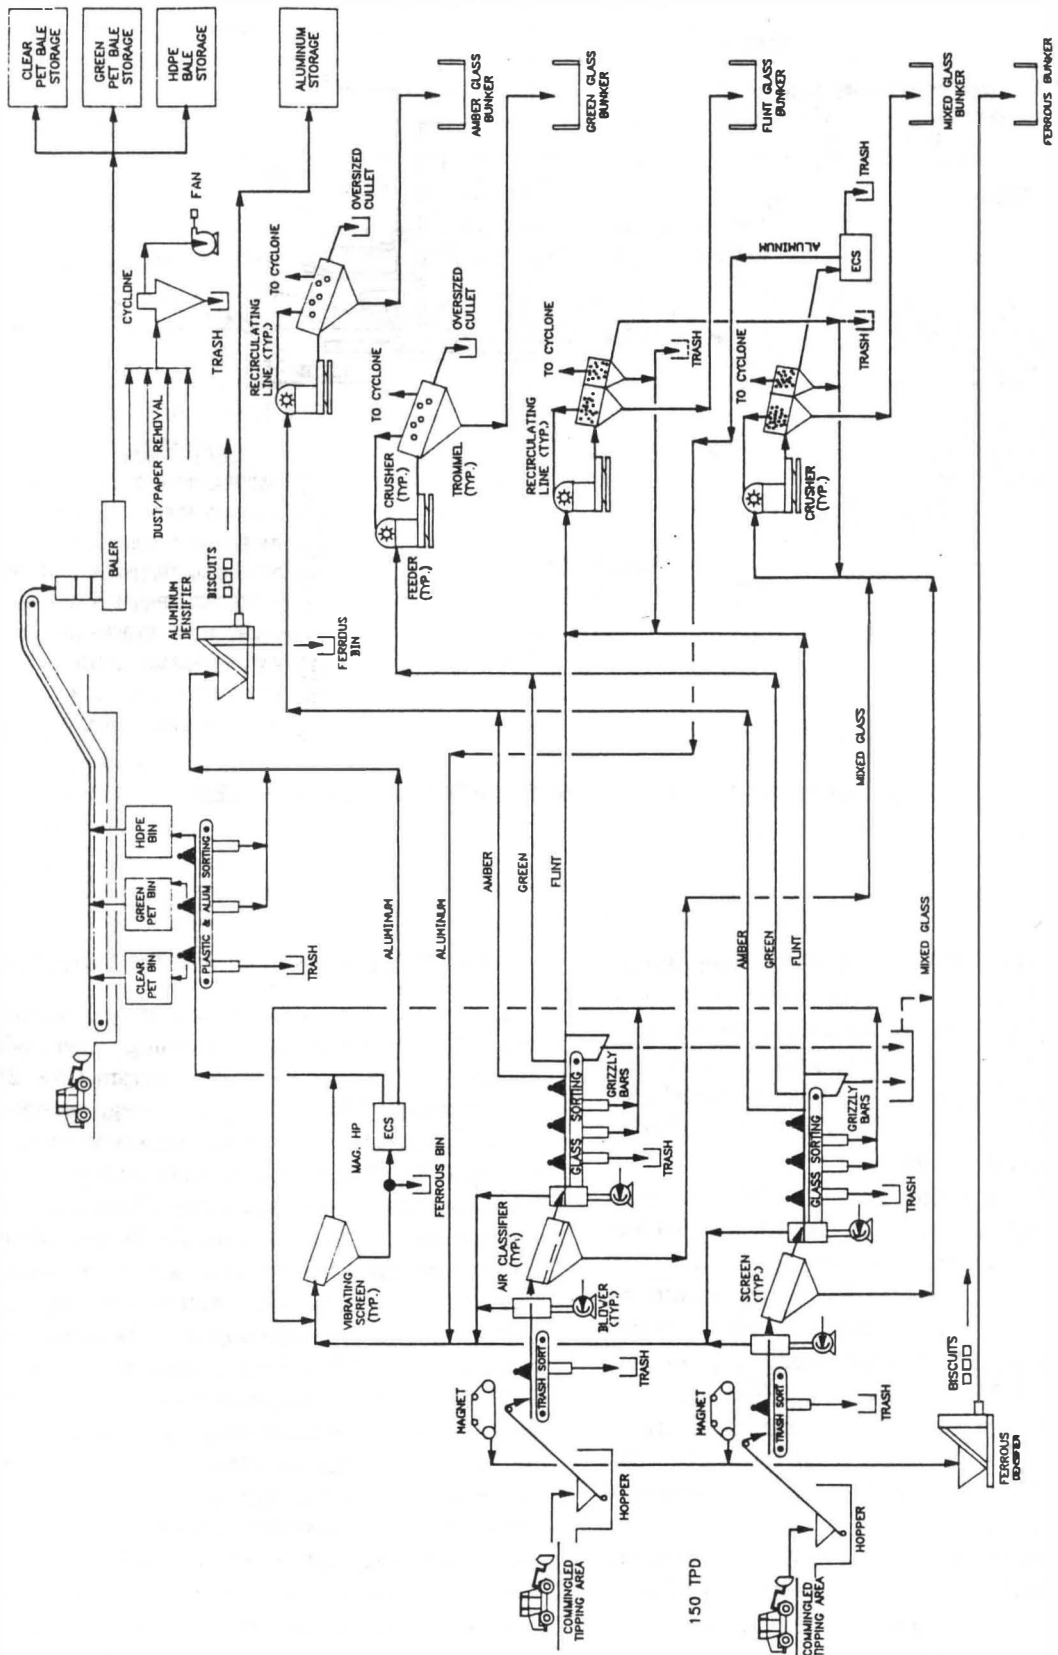 CLEAR
PET BALE
STORAGE
GREEN
PET BALE
STORAGE
HDPE
BALE
STORAGE
ALUMINUM
STORAGE
AMBER GLASS
BUNKER
GREEN GLASS
BUNKER
FLINT GLASS
BUNKER
MIXED GLASS
BUNKER
FERROUS BUNKER
FAN
CYCLONE
TRASH
DUST/PAPER REMOVAL
BALER
OVERSIZED
CULLET
TO CYCLONE
RECIRCULATING
LINE (TYP.)
OVERSIZED
CULLET
TO CYCLONE
CRUSHER
(TYP.)
TROMMEL
(TYP.)
FEEDER
(TYP.)
TO CYCLONE
RECIRCULATING
LINE (TYP.)
TRASH
ALUMINUM
ECS
TRASH
TRASH
TO CYCLONE
CRUSHER
(TYP.)
BISCUITS
ALUMINUM
DENSIFIER
FERROUS
BIN
HDPE
BIN
GREEN
PET BIN
CLEAR
PET BIN
PLASTIC & ALUM SORTING
TRASH
ALUMINUM
ALUMINUM
AMBER
GREEN
FLINT
AMBER
GREEN
FLINT
MIXED GLASS
MIXED GLASS
MAG. HP
ECS
FERROUS BIN
VIBRATING
SCREEN
(TYP.)
AIR CLASSIFIER
(TYP.)
GLASS SORTING
GRIZZLY
BARS
TRASH
BLOWER
(TYP.)
SCREEN
(TYP.)
GLASS SORTING
GRIZZLY
BARS
TRASH
MAGNET
TRASH SORT
TRASH
MAGNET
TRASH SORT
TRASH
BISCUITS
FERROUS
DENSIFIER
HOPPER
HOPPER
COMMINGLED
TIPPING AREA
150 TPD
COMMINGLED
TIPPING AREA